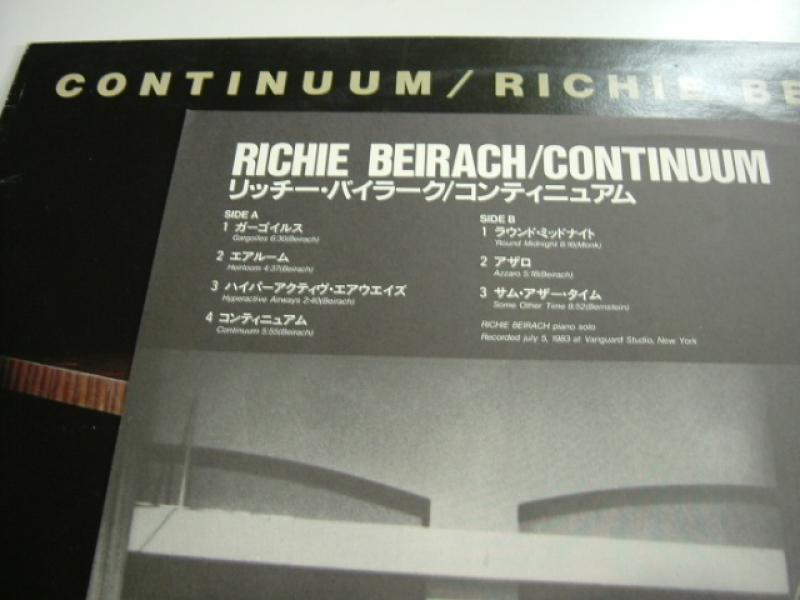 CONTINUUM / RICHIE BE
RICHIE BEIRACH/CONTINUUM
リッチー・バイラーク/コンティニュアム
SIDE A
1 ガーゴイルス
Gargoiles 6:30(Beirach)
2 エアルーム
Heirloom 4:37(Beirach)
3 ハイパーアクティヴ・エアウエイズ
Hyperactive Airways 2:40(Beirach)
4 コンティニュアム
Continuum 5:55(Beirach)
SIDE B
1 ラウンド・ミッドナイト
'Round Midnight 8:16(Monk)
2 アザロ
Azzaro 5:18(Beirach)
3 サム・アザー・タイム
Some Other Time 8:52(Bernstein)
RICHIE BEIRACH piano solo
Recorded july 5, 1983 at Vanguard Studio, New York